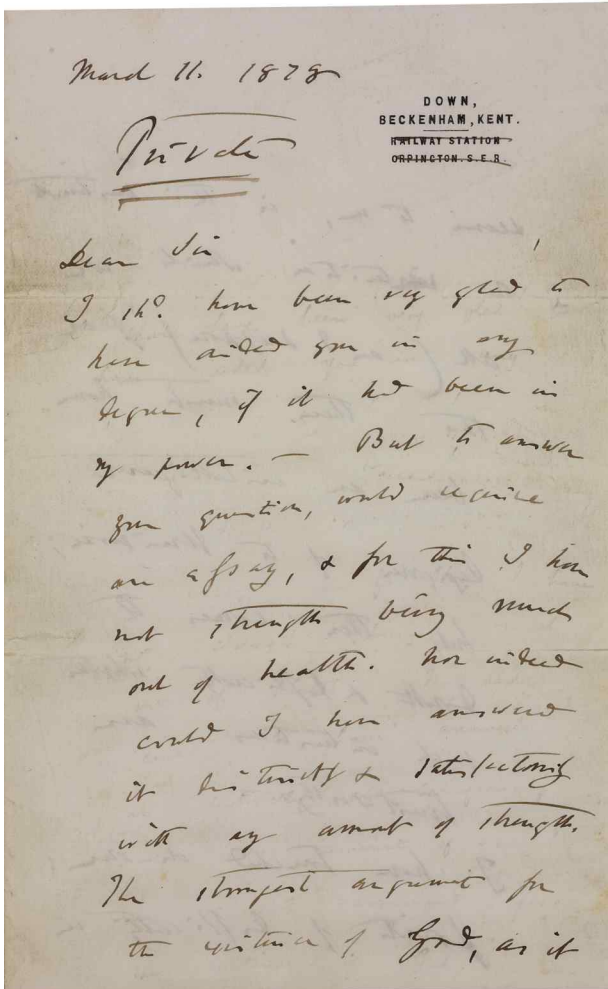 March 11. 1878
DOWN,
BECKENHAM, KENT.
RAILWAY STATION
ORPINGTON. S.E.R.
Private
Dear Sir
I shd. have been very glad to
have aided you in any
degree, if it had been in
my power. — But to answer
your question, would require
an essay, & for this I have
not strength being much
out of health. Nor indeed
could I have answered
it distinctly & satisfactorily
with any amount of strength.
The strongest argument for
the existence of God, as it